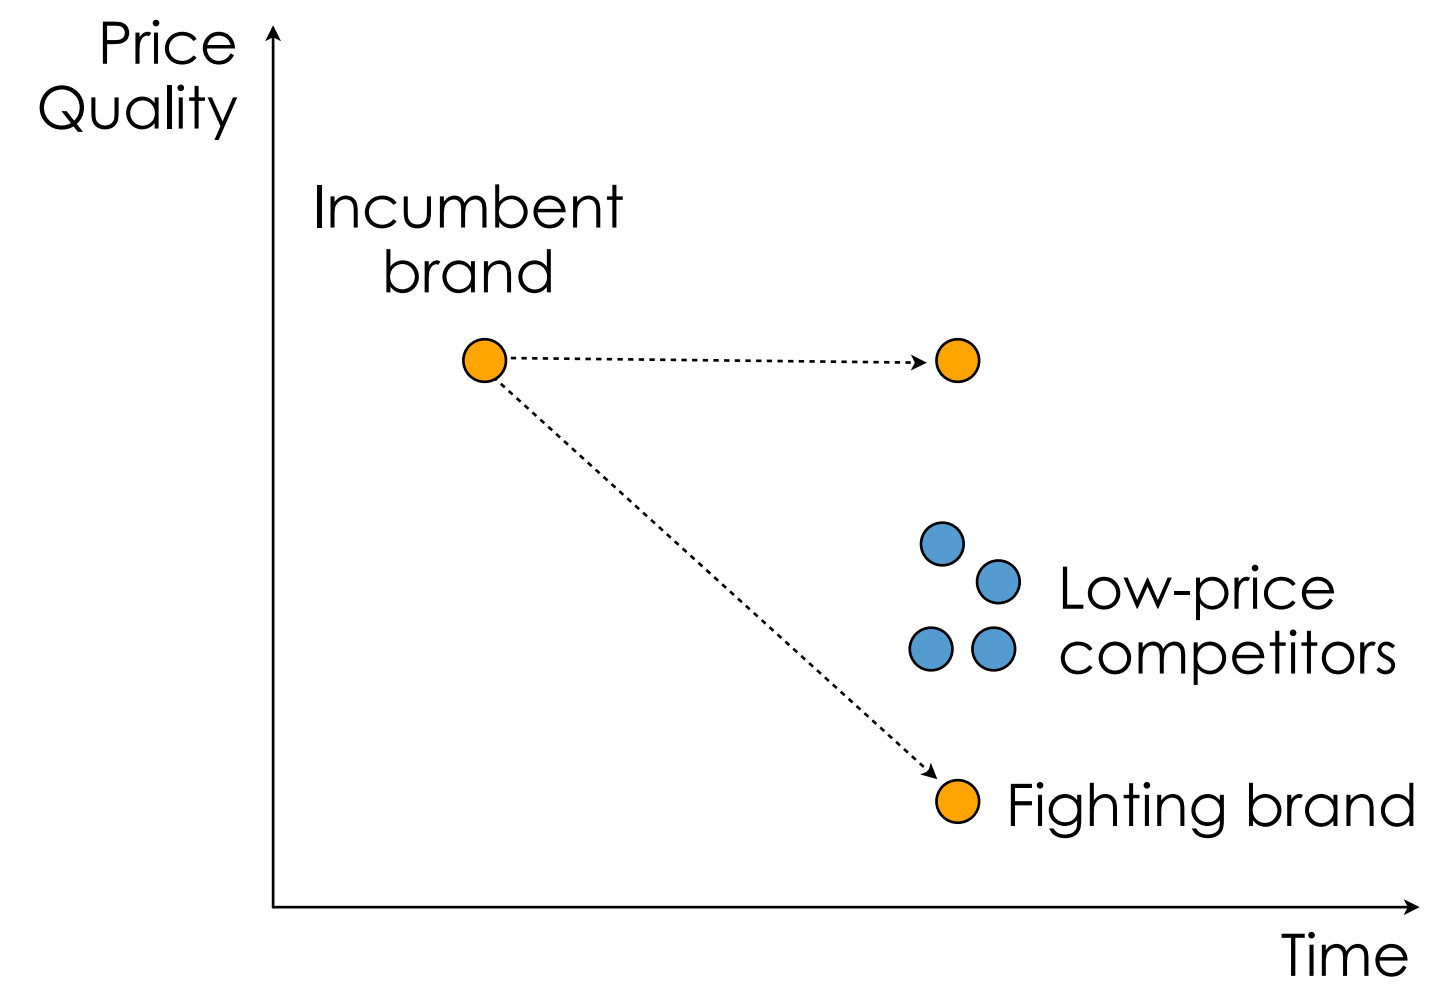 Price
Quality
Incumbent
brand
Low-price
competitors
Fighting brand
Time